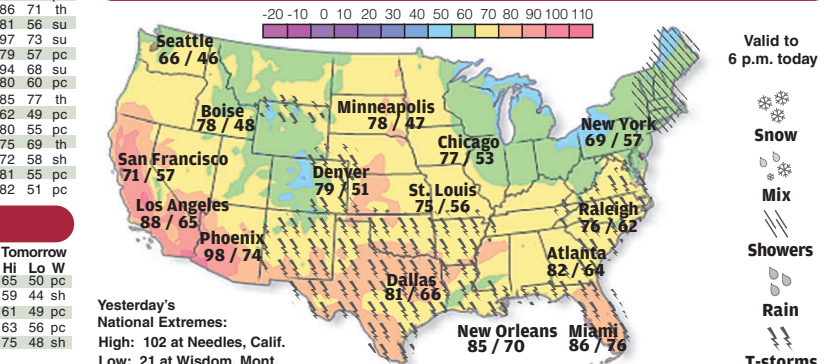 86 71 th
81 56 su
97 73 su
79 57 pc
94 68 su
80 60 pc
85 77 th
62 49 pc
80 55 pc
75 69 th
72 58 sh
81 55 pc
82 51 pc
Tomorrow
Hi Lo W
65 50 pc
59 44 sh
61 49 pc
63 56 pc
75 48 sh
-20 -10 0 10 20 30 40 50 60 70 80 90 100 110
Seattle
66 / 46
Boise
78 / 48
Minneapolis
78 / 47
New York
69 / 57
Chicago
77 / 53
San Francisco
71 / 57
Denver
79 / 51
St. Louis
75 / 56
Los Angeles
88 / 65
Raleigh
76 / 62
Phoenix
98 / 74
Atlanta
82 / 64
Dallas
81 / 66
New Orleans
85 / 70
Miami
86 / 76
Yesterday's
National Extremes:
High: 102 at Needles, Calif.
Low: 21 at Wisdom, Mont.
Valid to
6 p.m. today
Snow
Mix
Showers
Rain
T-storms